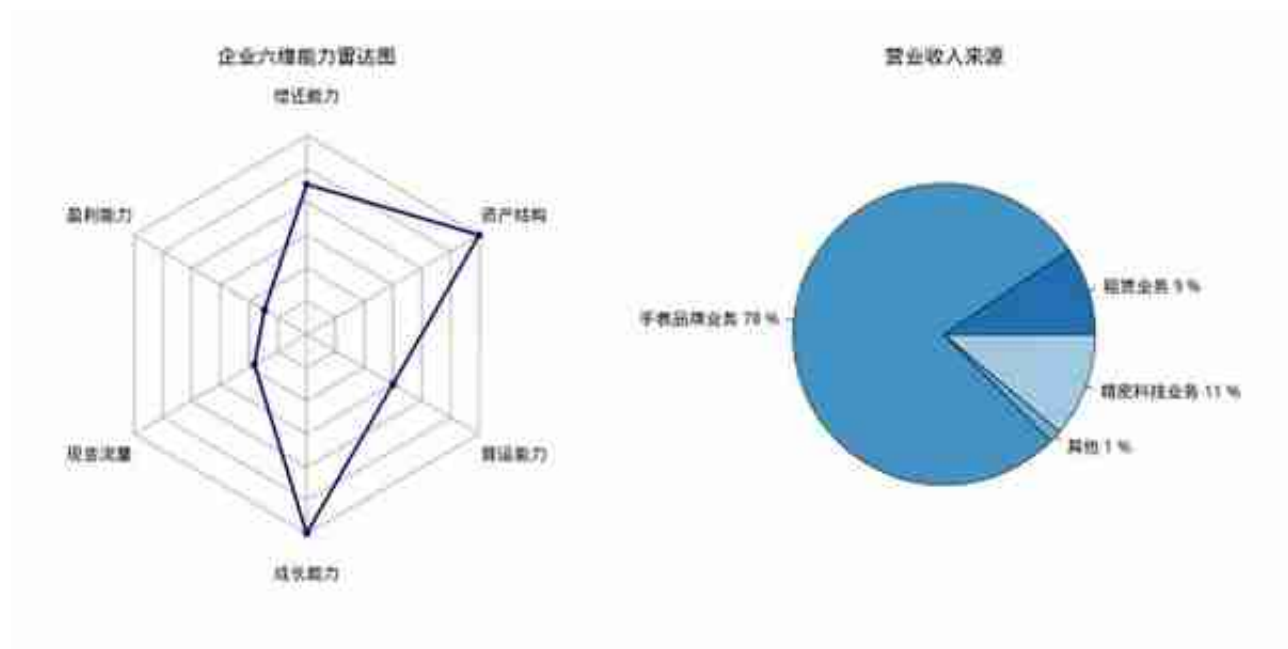 企业六维能力雷达图
偿还能力
盈利能力
资产结构
现金流量
营运能力
成长能力
营业收入来源
手表品牌业务 78 %
租赁业务 9 %
精密科技业务 11 %
其他 1 %